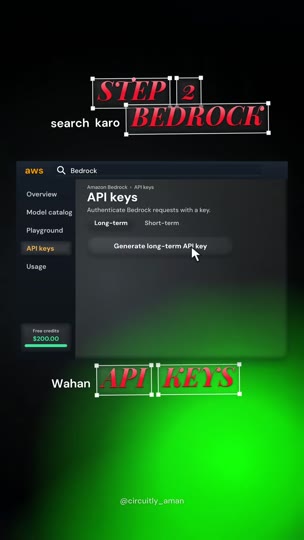 STEP 2
search karo BEDROCK
aws Bedrock
Overview
Model catalog
Playground
API keys
Usage
Free credits
$200.00
Amazon Bedrock › API keys
API keys
Authenticate Bedrock requests with a key.
Long-term Short-term
Generate long-term API key
Wahan API KEYS
@circuitly_aman